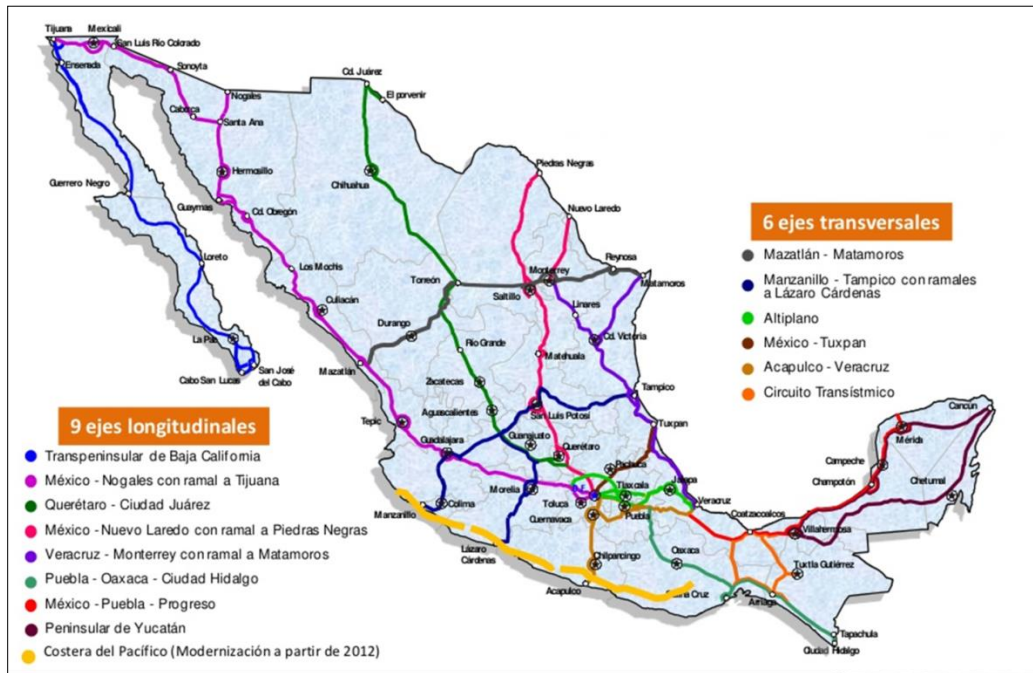 Tijuana
Mexicali
San Luis Río Colorado
Ensenada
Sonoyta
Nogales
Caborca
Santa Ana
Hermosillo
Guerrero Negro
Guaymas
Cd. Obregón
Loreto
Los Mochis
Culiacán
La Paz
Cabo San Lucas
San José
del Cabo
Mazatlán
Cd. Juárez
El porvenir
Chihuahua
Piedras Negras
Nuevo Laredo
Reynosa
Monterrey
Matamoros
Torreón
Saltillo
Linares
Durango
Cd. Victoria
Río Grande
Matehuala
Zacatecas
Tampico
Aguascalientes
San Luis Potosí
Tepic
Tuxpan
Guadalajara
Guanajuato
Querétaro
Pachuca
Morelia
Tlaxcala
Jalapa
Colima
Toluca
Veracruz
Manzanillo
Puebla
Cuernavaca
Lázaro
Cárdenas
Chilpancingo
Oaxaca
Acapulco
Cruz
Coatzacoalcos
Villahermosa
Tuxtla Gutiérrez
Arriaga
Tapachula
Ciudad Hidalgo
Cancun
Mérida
Campeche
Champotón
Chetumal
6 ejes transversales
Mazatlán - Matamoros
Manzanillo - Tampico con ramales
a Lázaro Cárdenas
Altiplano
México - Tuxpan
Acapulco - Veracruz
Circuito Transístmico
9 ejes longitudinales
Transpeninsular de Baja California
México - Nogales con ramal a Tijuana
Querétaro - Ciudad Juárez
México - Nuevo Laredo con ramal a Piedras Negras
Veracruz - Monterrey con ramal a Matamoros
Puebla - Oaxaca - Ciudad Hidalgo
México - Puebla - Progreso
Peninsular de Yucatán
Costera del Pacífico (Modernización a partir de 2012)